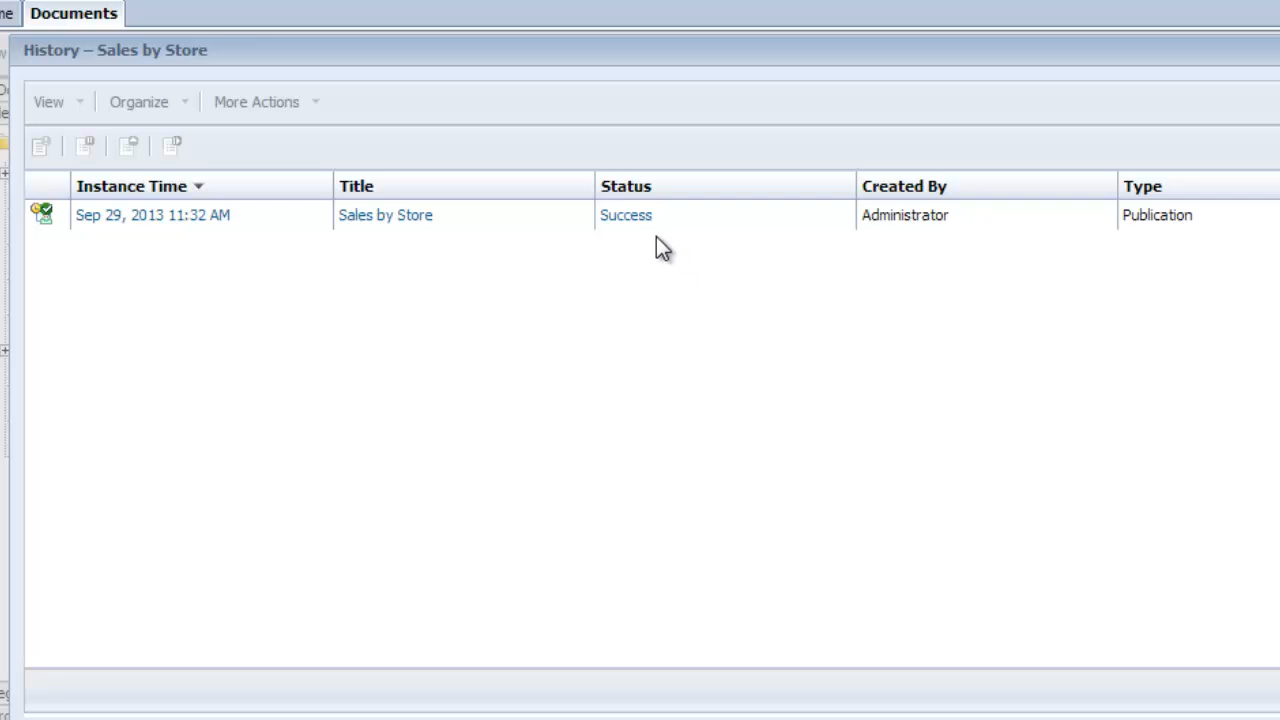 Documents
History – Sales by Store
View Organize More Actions
Instance Time Title Status Created By Type
Sep 29, 2013 11:32 AM Sales by Store Success Administrator Publication